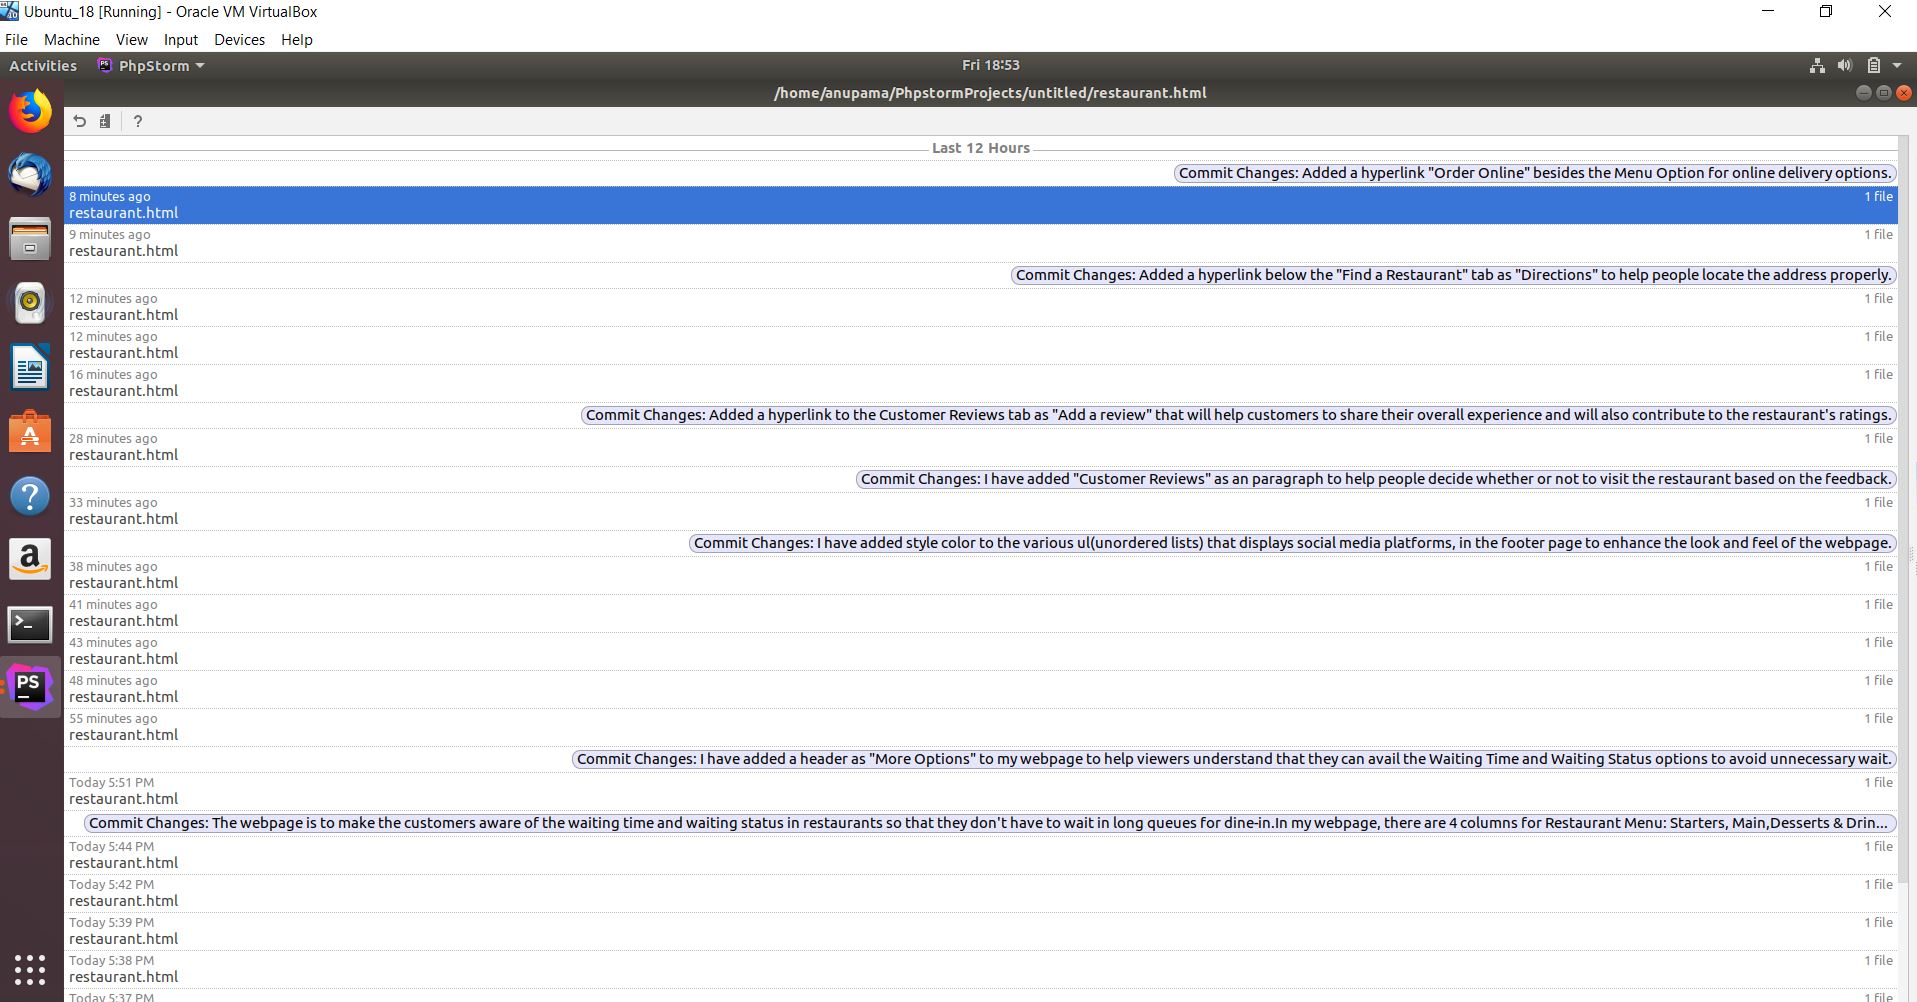 Ubuntu_18 [Running] - Oracle VM VirtualBox
File Machine View Input Devices Help
Activities PhpStorm Fri 18:53
/home/anupama/PhpstormProjects/untitled/restaurant.html
?
Last 12 Hours
Commit Changes: Added a hyperlink "Order Online" besides the Menu Option for online delivery options.
8 minutes ago 1 file
restaurant.html
9 minutes ago 1 file
restaurant.html
Commit Changes: Added a hyperlink below the "Find a Restaurant" tab as "Directions" to help people locate the address properly.
12 minutes ago 1 file
restaurant.html
12 minutes ago 1 file
restaurant.html
16 minutes ago 1 file
restaurant.html
Commit Changes: Added a hyperlink to the Customer Reviews tab as "Add a review" that will help customers to share their overall experience and will also contribute to the restaurant's ratings.
28 minutes ago 1 file
restaurant.html
Commit Changes: I have added "Customer Reviews" as an paragraph to help people decide whether or not to visit the restaurant based on the feedback.
33 minutes ago 1 file
restaurant.html
Commit Changes: I have added style color to the various ul(unordered lists) that displays social media platforms, in the footer page to enhance the look and feel of the webpage.
38 minutes ago 1 file
restaurant.html
41 minutes ago 1 file
restaurant.html
43 minutes ago 1 file
restaurant.html
48 minutes ago 1 file
restaurant.html
55 minutes ago 1 file
restaurant.html
Commit Changes: I have added a header as "More Options" to my webpage to help viewers understand that they can avail the Waiting Time and Waiting Status options to avoid unnecessary wait.
Today 5:51 PM 1 file
restaurant.html
Commit Changes: The webpage is to make the customers aware of the waiting time and waiting status in restaurants so that they don't have to wait in long queues for dine-in.In my webpage, there are 4 columns for Restaurant Menu: Starters, Main,Desserts & Drin...
Today 5:44 PM 1 file
restaurant.html
Today 5:42 PM 1 file
restaurant.html
Today 5:39 PM 1 file
restaurant.html
Today 5:38 PM 1 file
restaurant.html
Today 5:37 PM 1 file